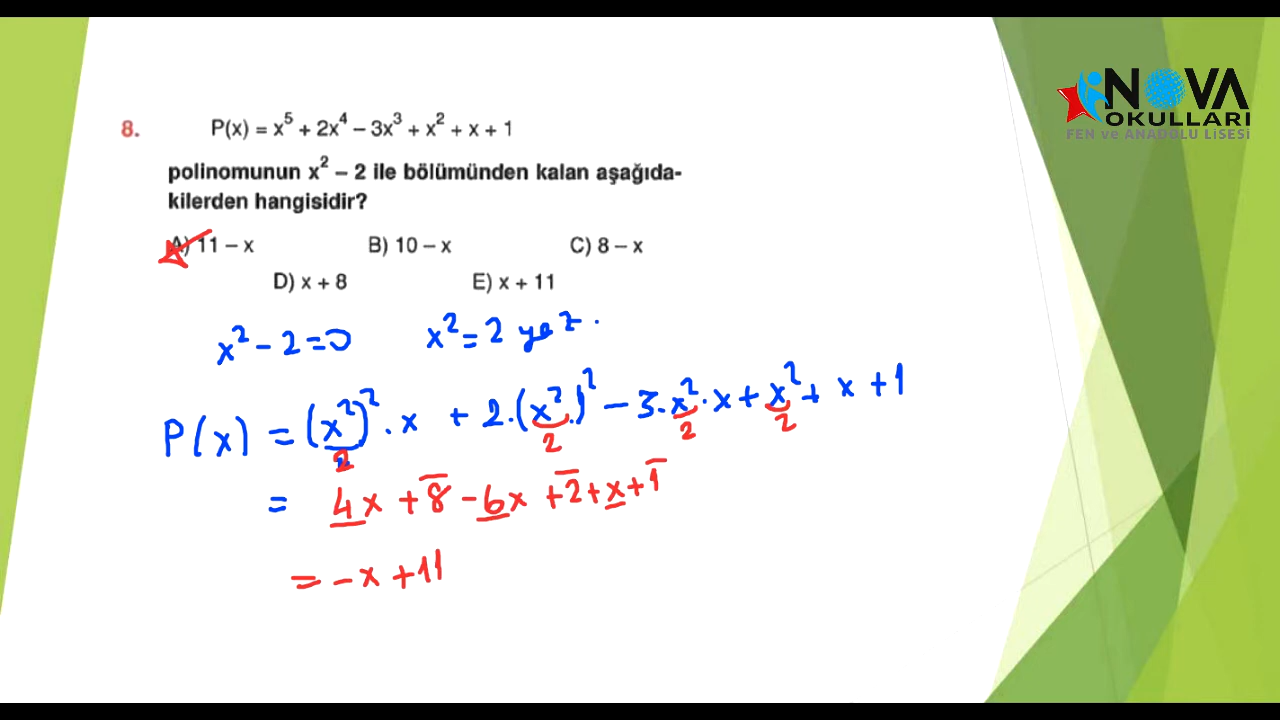 NOVA
OKULLARI
FEN ve ANADOLU LİSESİ
8. P(x) = x⁵ + 2x⁴ – 3x³ + x² + x + 1
polinomunun x² – 2 ile bölümünden kalan aşağıda-
kilerden hangisidir?
A) 11 – x B) 10 – x C) 8 – x
D) x + 8 E) x + 11
x² - 2 = 0 x² = 2 yaz.
P(x) = (x²)² · x + 2·(x²)² - 3·x²·x + x² + x + 1
2 2 2 2
= 4x + 8 - 6x + 2 + x + 1
= -x + 11